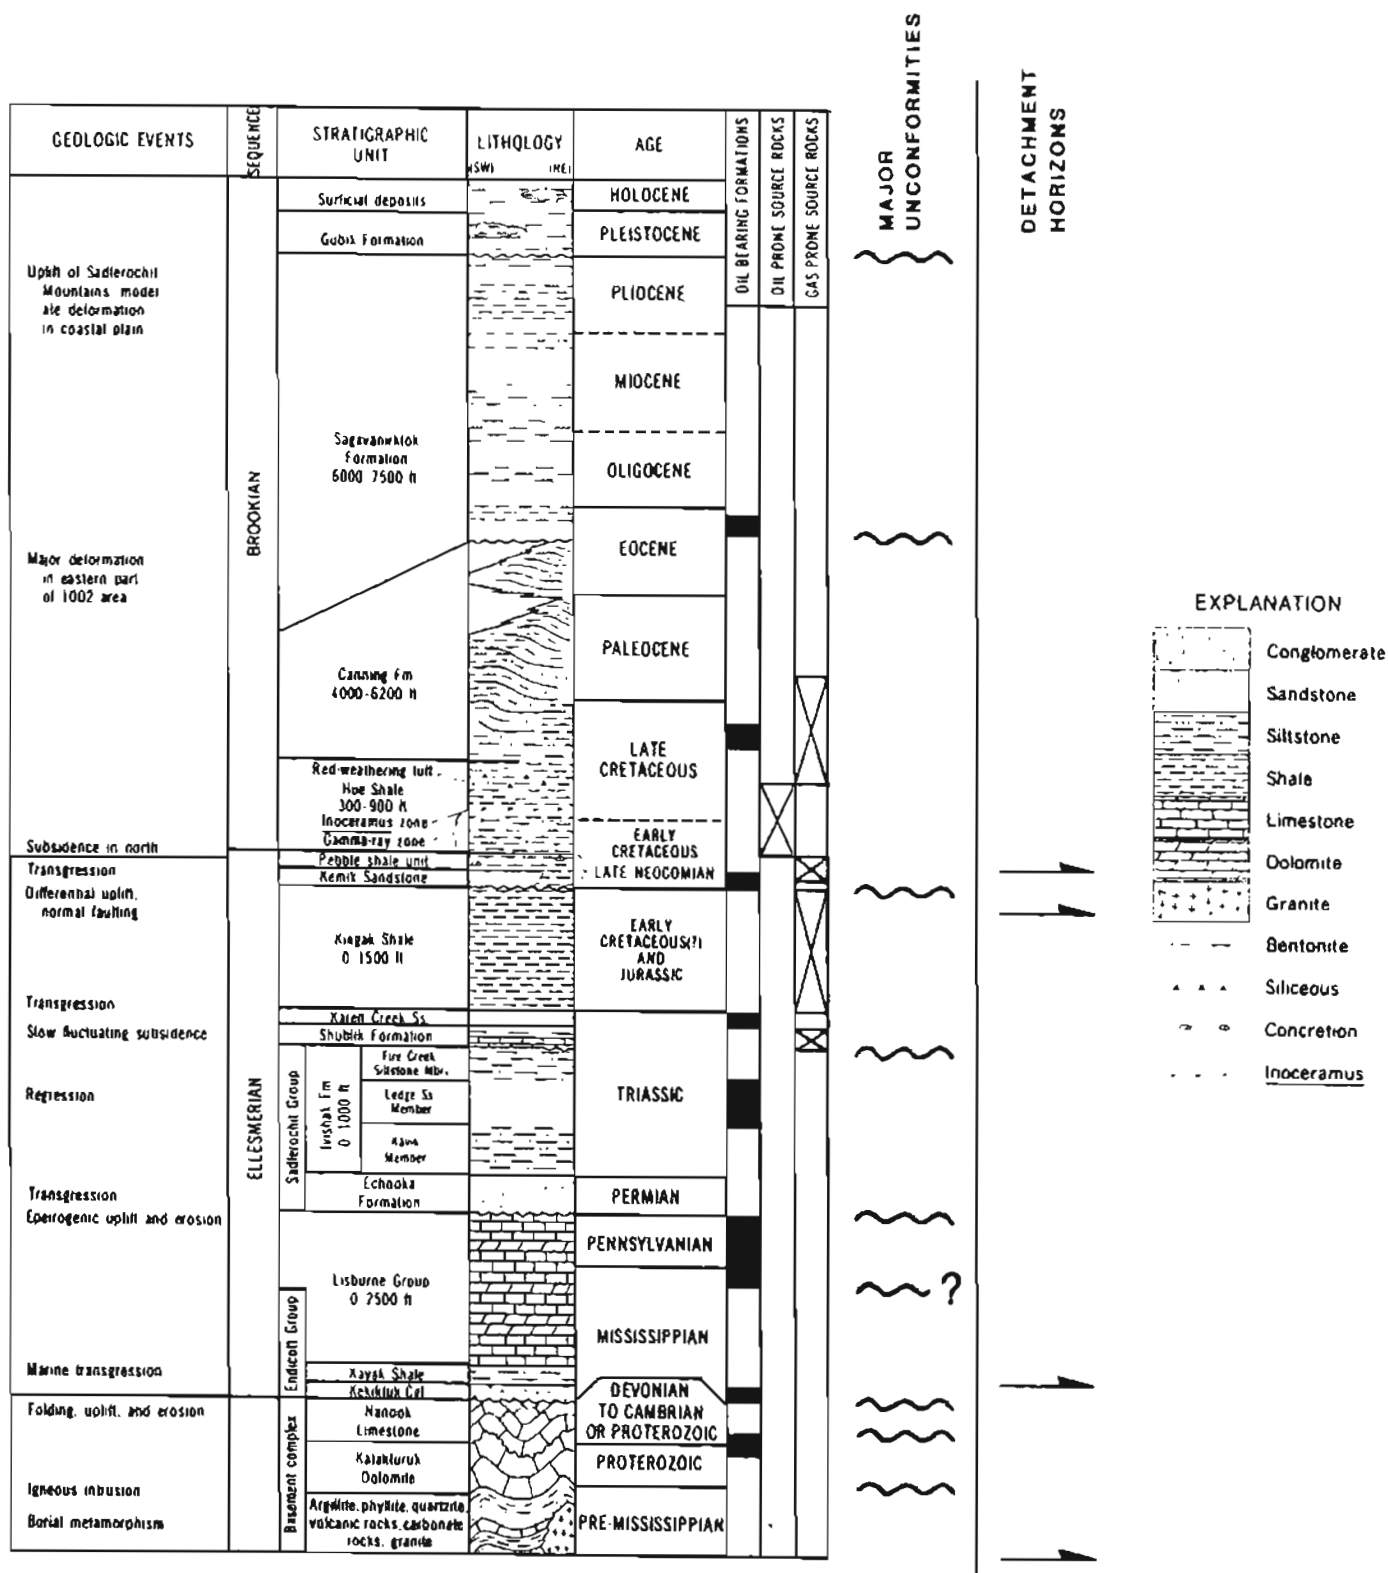 MAJOR
UNCONFORMITIES
DETACHMENT
HORIZONS
GEOLOGIC EVENTS
SEQUENCE
STRATIGRAPHIC
UNIT
LITHOLOGY
(SW) (NE)
AGE
OIL BEARING FORMATIONS
OIL PRONE SOURCE ROCKS
GAS PRONE SOURCE ROCKS
Uplift of Sadlerochit
Mountains, moder
ate deformation
in coastal plain
Major deformation
in eastern part
of 1002 area
Subsidence in north
Transgression
Differential uplift,
normal faulting
Transgression
Slow fluctuating subsidence
Regression
Transgression
Epeirogenic uplift and erosion
Marine transgression
Folding, uplift, and erosion
Igneous intrusion
Burial metamorphism
BROOKIAN
ELLESMERIAN
Surficial deposits
Gubik Formation
Sagavanirktok
Formation
6000 7500 ft
Canning Fm
4000-6200 ft
Red-weathering tuff
Hue Shale
300-900 ft
Inoceramus zone
Gamma-ray zone
Pebble shale unit
Kemik Sandstone
Kingak Shale
0 1500 ft
Karen Creek Ss
Shublik Formation
Sadlerochit Group
Ivishak Fm
0 1000 ft
Fire Creek
Siltstone Mbr.
Ledge Ss
Member
Kavik
Member
Echooka
Formation
Lisburne Group
0 2500 ft
Endicott Group
Kayak Shale
Kekiktuk Cgl
Basement complex
Nanook
Limestone
Katakturuk
Dolomite
Argillite, phyllite, quartzite,
volcanic rocks, carbonate
rocks, granite
HOLOCENE
PLEISTOCENE
PLIOCENE
MIOCENE
OLIGOCENE
EOCENE
PALEOCENE
LATE
CRETACEOUS
EARLY
CRETACEOUS
LATE NEOCOMIAN
EARLY
CRETACEOUS(?)
AND
JURASSIC
TRIASSIC
PERMIAN
PENNSYLVANIAN
MISSISSIPPIAN
DEVONIAN
TO CAMBRIAN
OR PROTEROZOIC
PROTEROZOIC
PRE-MISSISSIPPIAN
?
EXPLANATION
Conglomerate
Sandstone
Siltstone
Shale
Limestone
Dolomite
Granite
Bentonite
Siliceous
Concretion
Inoceramus